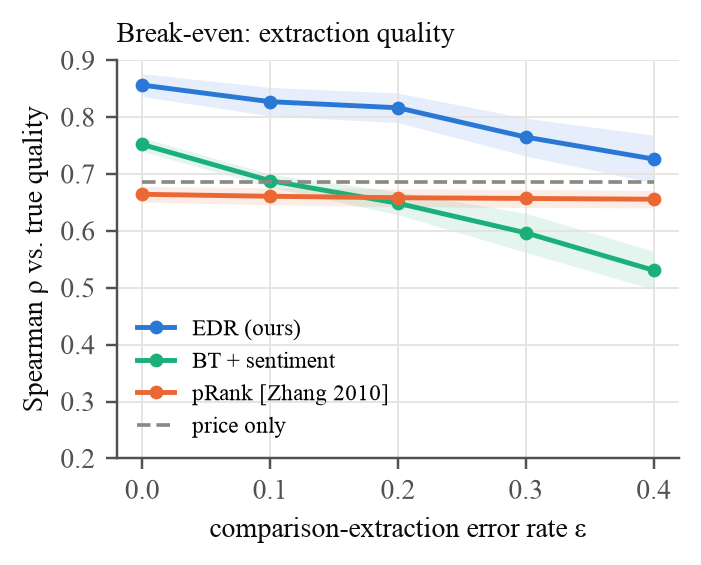 Break-even: extraction quality
Spearman ρ vs. true quality
0.9
0.8
0.7
0.6
0.5
0.4
0.3
0.2
EDR (ours)
BT + sentiment
pRank [Zhang 2010]
price only
0.0 0.1 0.2 0.3 0.4
comparison-extraction error rate ε